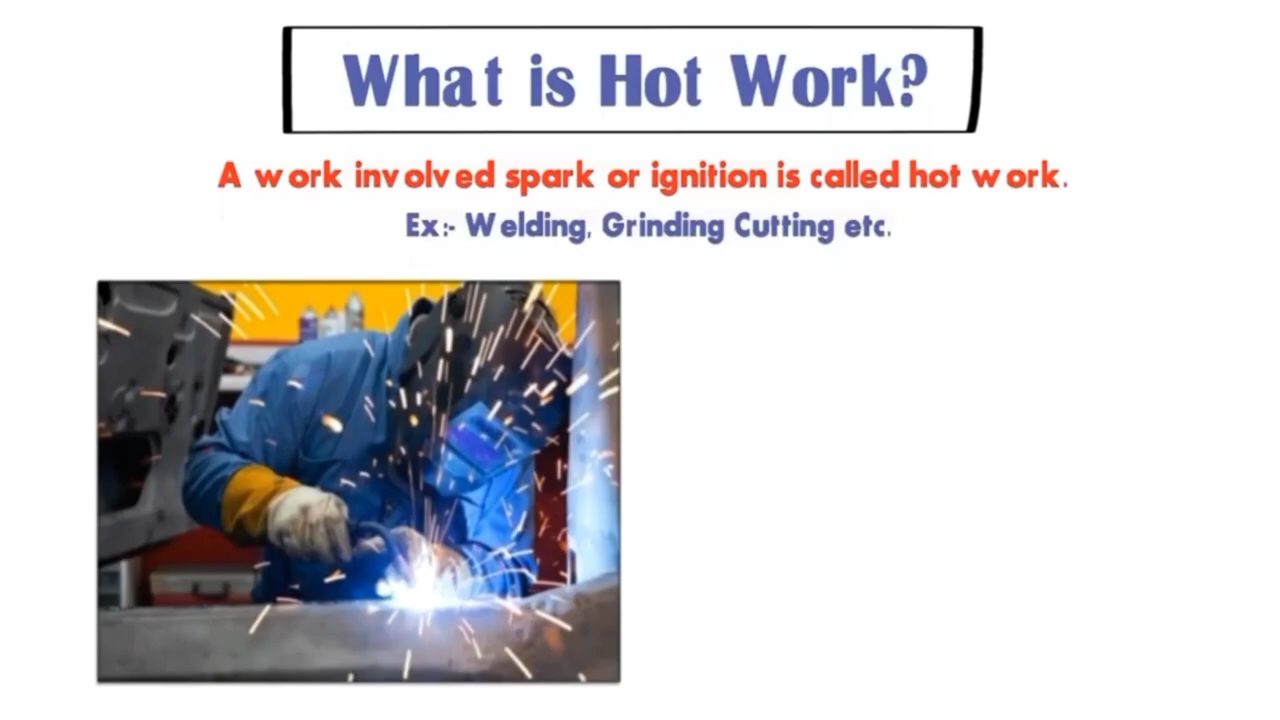 What is Hot Work?
A work involved spark or ignition is called hot work.
Ex:- Welding, Grinding Cutting etc.